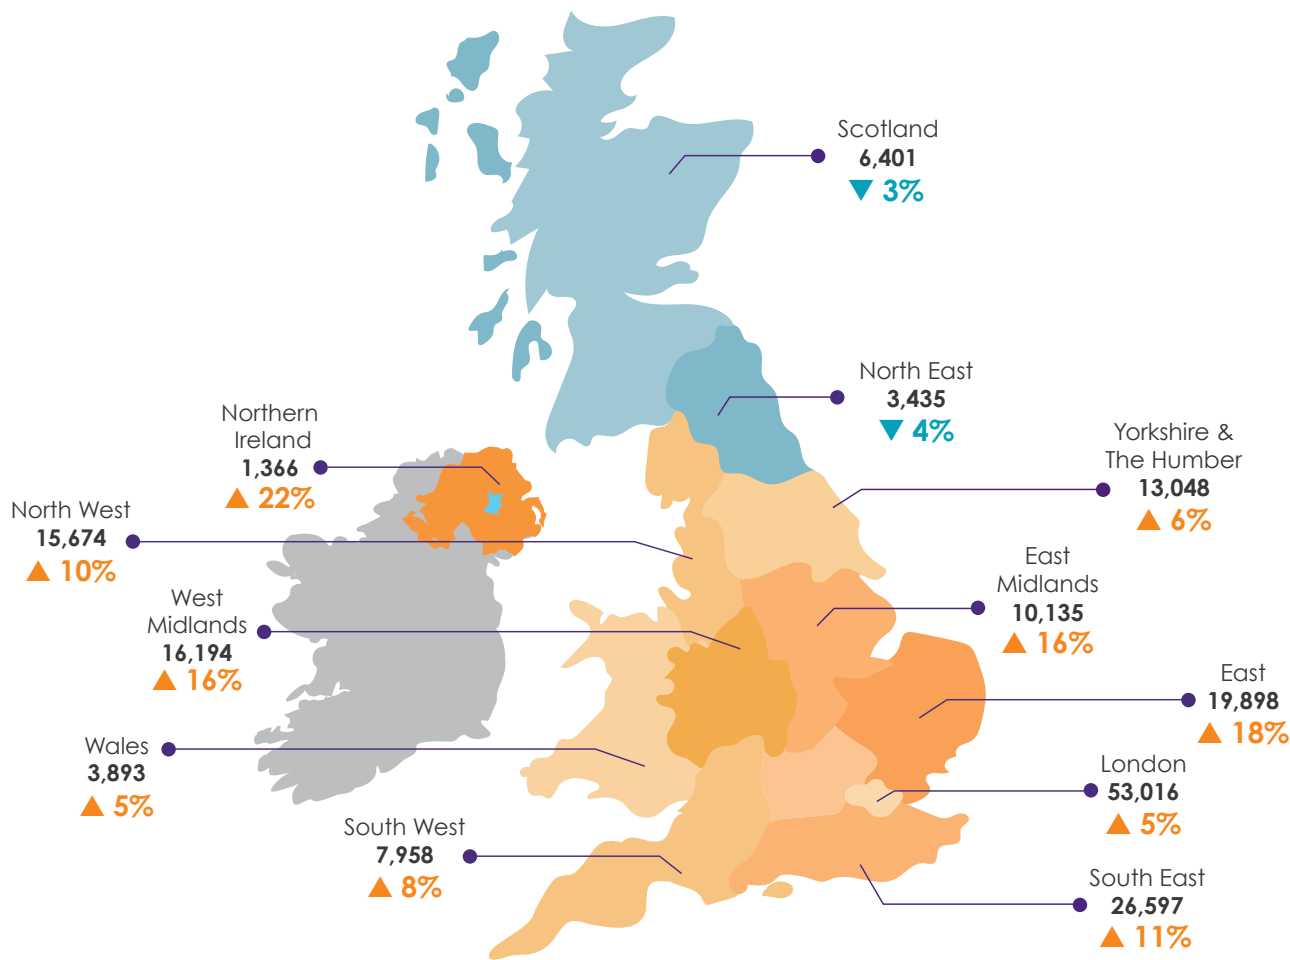 Scotland
6,401
▼ 3%
North East
3,435
▼ 4%
Northern
Ireland
1,366
▲ 22%
Yorkshire &
The Humber
13,048
▲ 6%
North West
15,674
▲ 10%
East
Midlands
10,135
▲ 16%
West
Midlands
16,194
▲ 16%
East
19,898
▲ 18%
Wales
3,893
▲ 5%
London
53,016
▲ 5%
South West
7,958
▲ 8%
South East
26,597
▲ 11%